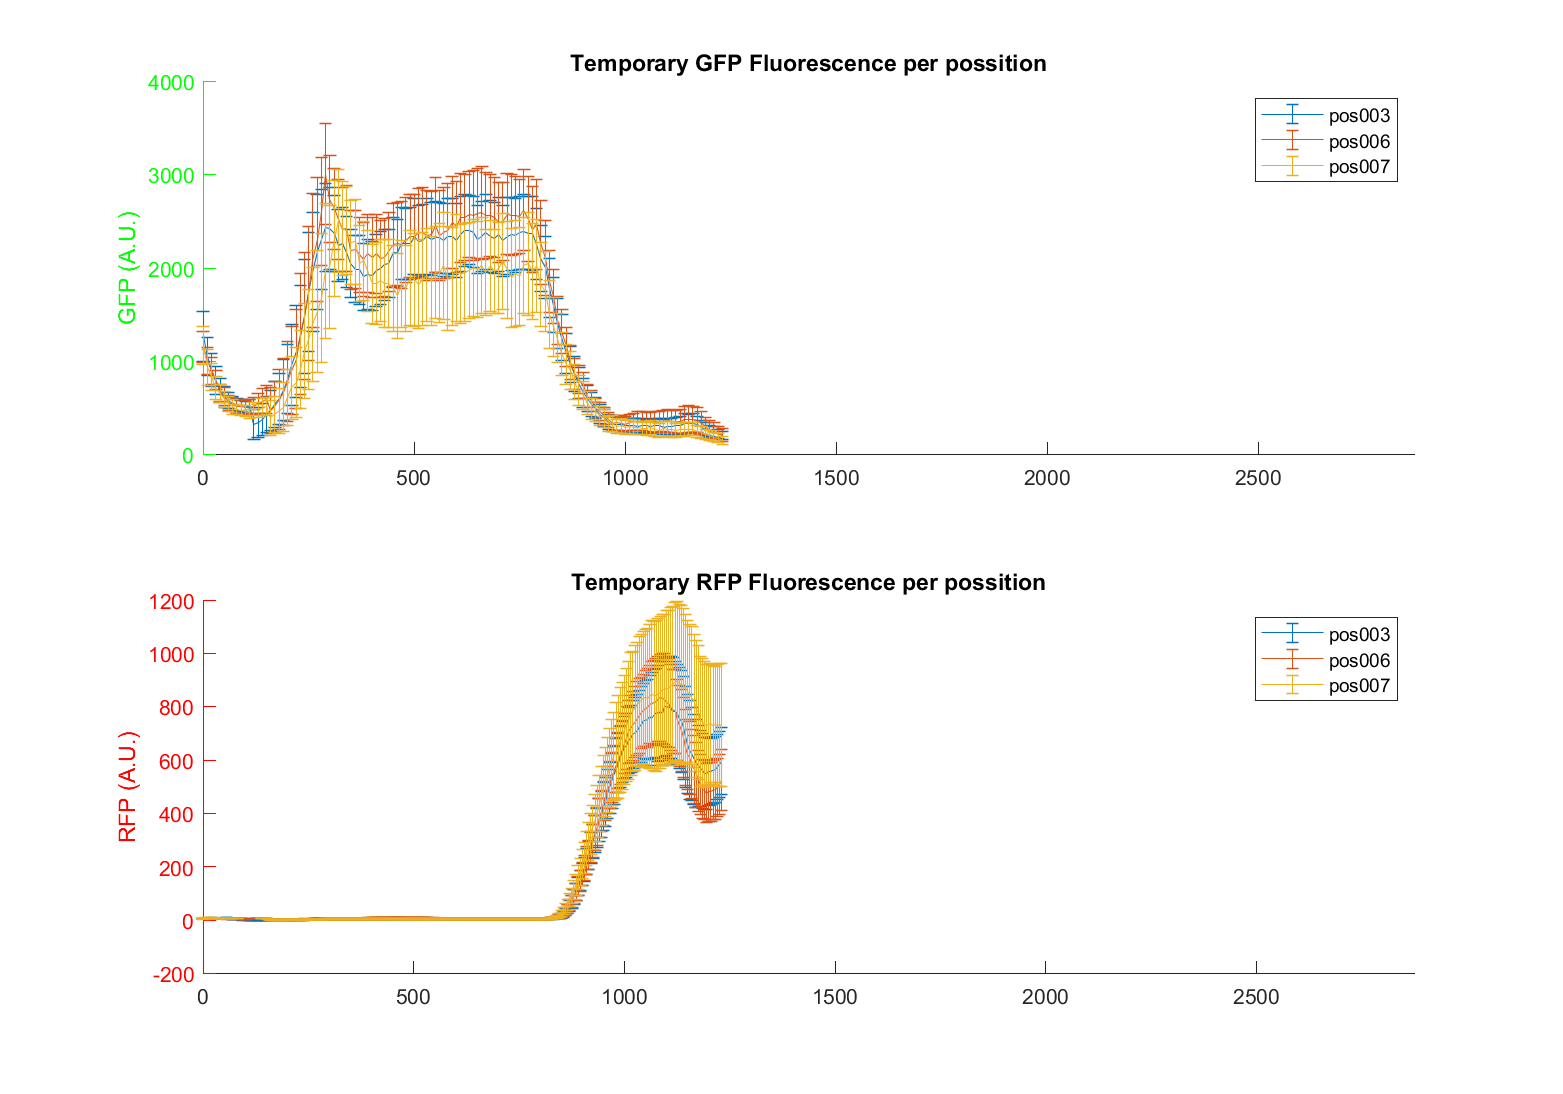 Temporary GFP Fluorescence per possition
4000
3000
2000
1000
0
GFP (A.U.)
pos003
pos006
pos007
0 500 1000 1500 2000 2500
Temporary RFP Fluorescence per possition
1200
1000
800
600
400
200
0
-200
RFP (A.U.)
pos003
pos006
pos007
0 500 1000 1500 2000 2500